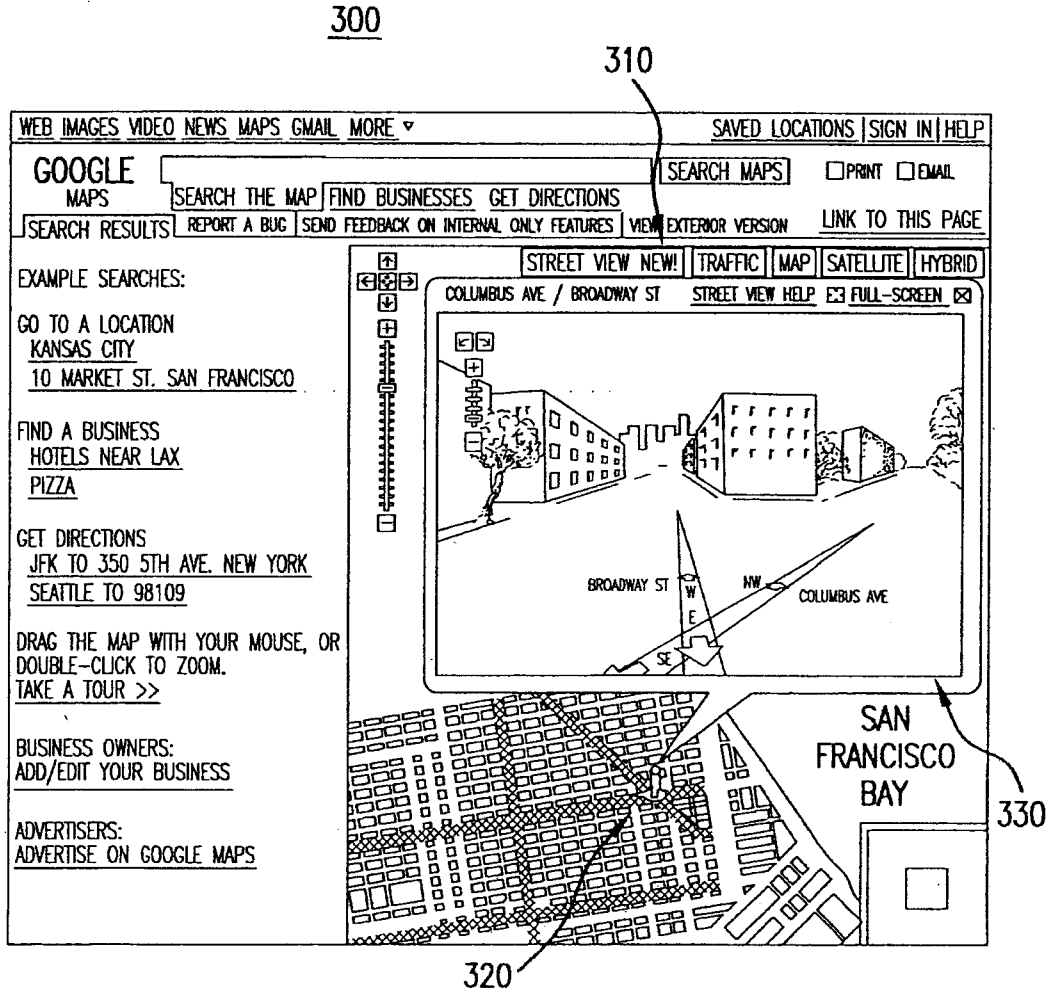 300
310
WEB IMAGES VIDEO NEWS MAPS GMAIL MORE ▿ SAVED LOCATIONS | SIGN IN | HELP
GOOGLE SEARCH MAPS PRINT EMAIL
MAPS SEARCH THE MAP FIND BUSINESSES GET DIRECTIONS
SEARCH RESULTS REPORT A BUG SEND FEEDBACK ON INTERNAL ONLY FEATURES VIEW EXTERIOR VERSION LINK TO THIS PAGE
STREET VIEW NEW! TRAFFIC MAP SATELLITE HYBRID
COLUMBUS AVE / BROADWAY ST STREET VIEW HELP FULL-SCREEN
EXAMPLE SEARCHES:
GO TO A LOCATION
KANSAS CITY
10 MARKET ST. SAN FRANCISCO
FIND A BUSINESS
HOTELS NEAR LAX
PIZZA
GET DIRECTIONS
JFK TO 350 5TH AVE. NEW YORK
SEATTLE TO 98109
DRAG THE MAP WITH YOUR MOUSE, OR
DOUBLE-CLICK TO ZOOM.
TAKE A TOUR >>
BUSINESS OWNERS:
ADD/EDIT YOUR BUSINESS
ADVERTISERS:
ADVERTISE ON GOOGLE MAPS
BROADWAY ST W NW COLUMBUS AVE
E
SE
SAN
FRANCISCO
BAY
330
320